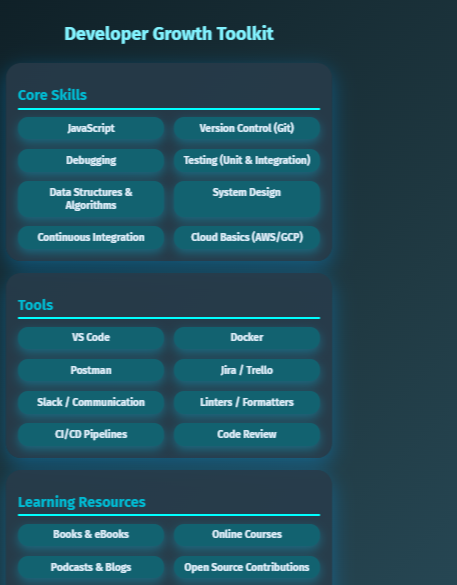 Developer Growth Toolkit
Core Skills
JavaScript
Version Control (Git)
Debugging
Testing (Unit & Integration)
Data Structures &
Algorithms
System Design
Continuous Integration
Cloud Basics (AWS/GCP)
Tools
VS Code
Docker
Postman
Jira / Trello
Slack / Communication
Linters / Formatters
CI/CD Pipelines
Code Review
Learning Resources
Books & eBooks
Online Courses
Podcasts & Blogs
Open Source Contributions